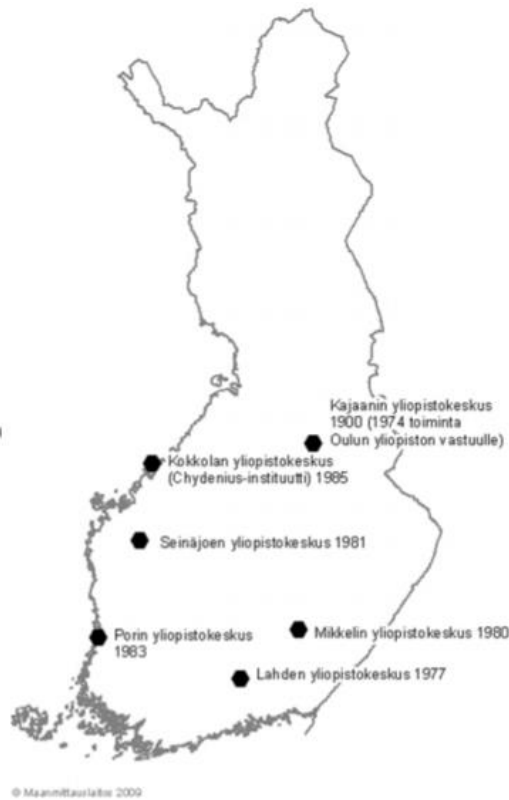 Kajaanin yliopistokeskus
1900 (1974 toiminta
Oulun yliopiston vastuulle)
Kokkolan yliopistokeskus
(Chydenius-instituutti) 1985
Seinäjoen yliopistokeskus 1981
Porin yliopistokeskus
1983
Mikkelin yliopistokeskus 1980
Lahden yliopistokeskus 1977
© Maanmittauslaitos 2009